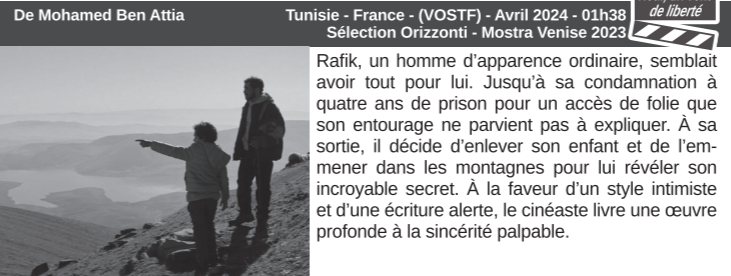 De Mohamed Ben Attia
Tunisie - France - (VOSTF) - Avril 2024 - 01h38
Sélection Orizzonti - Mostra Venise 2023
de liberté
Rafik, un homme d'apparence ordinaire, semblait
avoir tout pour lui. Jusqu'à sa condamnation à
quatre ans de prison pour un accès de folie que
son entourage ne parvient pas à expliquer. À sa
sortie, il décide d'enlever son enfant et de l'em-
mener dans les montagnes pour lui révéler son
incroyable secret. À la faveur d'un style intimiste
et d'une écriture alerte, le cinéaste livre une œuvre
profonde à la sincérité palpable.